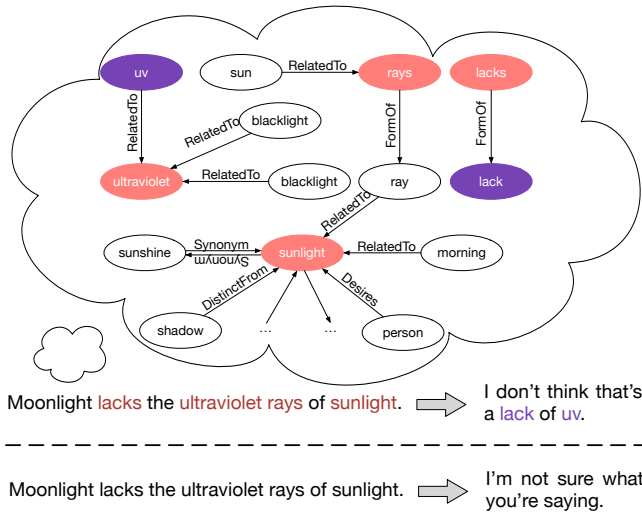 uv
sun
RelatedTo
rays
lacks
RelatedTo
blacklight
RelatedTo
FormOf
FormOf
ultraviolet
RelatedTo
blacklight
ray
lack
RelatedTo
sunshine
Synonym
Synonym
sunlight
RelatedTo
morning
DistinctFrom
Desires
shadow
...
...
person
Moonlight lacks the ultraviolet rays of sunlight.
I don't think that's
a lack of uv.
Moonlight lacks the ultraviolet rays of sunlight.
I'm not sure what
you're saying.